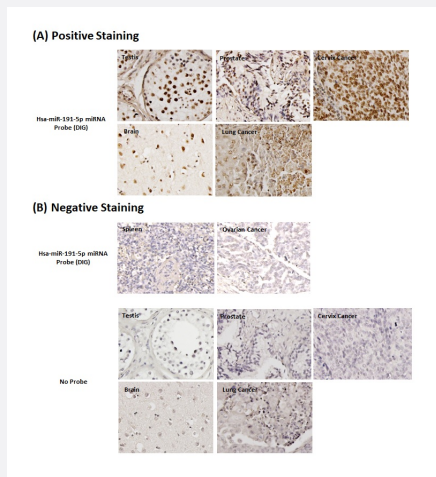 (A) Positive Staining
Testis
Prostate
Cervix Cancer
Hsa-miR-191-5p miRNA
Probe (DIG)
Brain
Lung Cancer
(B) Negative Staining
Spleen
Ovarian Cancer
Hsa-miR-191-5p miRNA
Probe (DIG)
Testis
Prostate
Cervix Cancer
No Probe
Brain
Lung Cancer